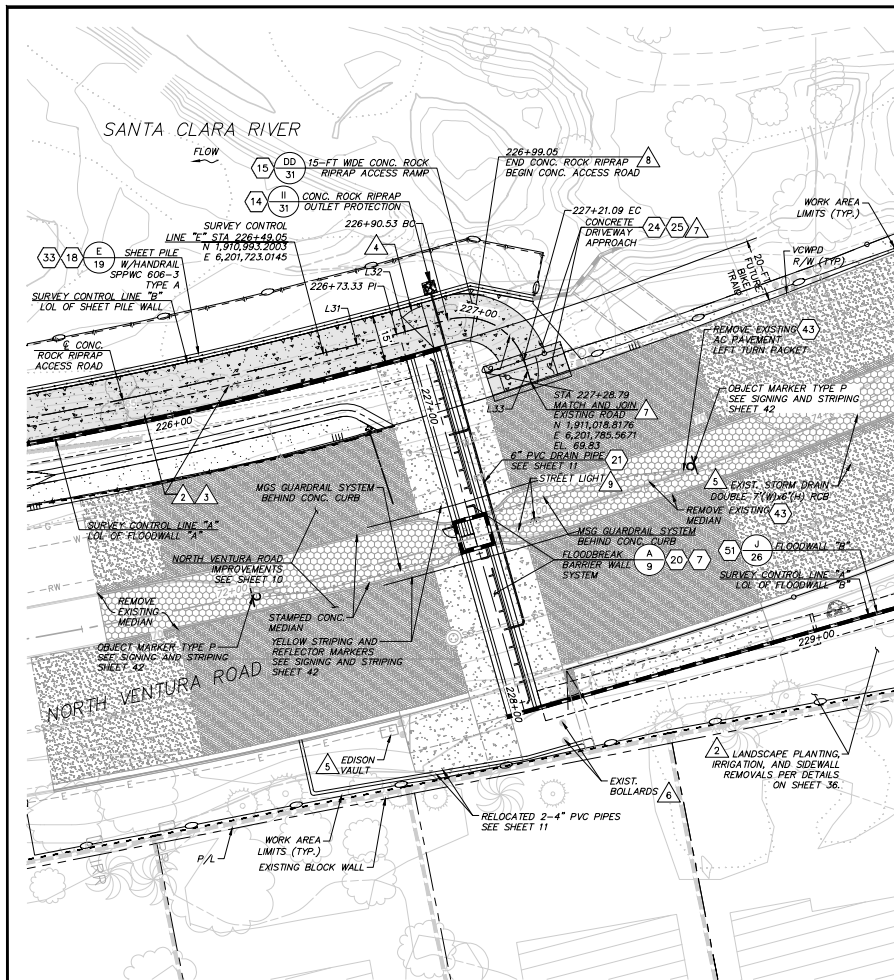 SANTA CLARA RIVER
FLOW
15
DD
31
15-FT WIDE CONC. ROCK
RIPRAP ACCESS RAMP
14
II
31
CONC. ROCK RIPRAP
OUTLET PROTECTION
SURVEY CONTROL
LINE "E" STA 226+49.05
N 1,910,993.2003
E 6,201,723.0145
226+90.53 BC
4
L32
226+73.33 PI
L31
33
18
E
19
SHEET PILE
W/HANDRAIL
SPPWC 606-3
TYPE A
SURVEY CONTROL LINE "B"
LOL OF SHEET PILE WALL
℄ CONC.
ROCK RIPRAP
ACCESS ROAD
226+99.05
END CONC. ROCK RIPRAP
BEGIN CONC. ACCESS ROAD
8
227+21.09 EC
CONCRETE
DRIVEWAY
APPROACH
24
25
7
WORK AREA
LIMITS (TYP.)
VCWPD
R/W (TYP)
20-FT
FUTURE
BIKE
TRAIL
227+00
15'
226+00
227+00
L33
REMOVE EXISTING
AC PAVEMENT
LEFT TURN PACKET
43
OBJECT MARKER TYPE P
SEE SIGNING AND STRIPING
SHEET 42
STA 227+28.79
MATCH AND JOIN
EXISTING ROAD
N 1,911,018.8176
E 6,201,785.5671
EL. 69.83
7
6" PVC DRAIN PIPE
SEE SHEET 11
21
STREET LIGHT
9
5
EXIST. STORM DRAIN
DOUBLE 7'(W)x6'(H) RCB
REMOVE EXISTING
MEDIAN
43
2
3
MGS GUARDRAIL SYSTEM
BEHIND CONC. CURB
SURVEY CONTROL LINE "A"
LOL OF FLOODWALL "A"
MSG GUARDRAIL SYSTEM
BEHIND CONC. CURB
NORTH VENTURA ROAD
IMPROVEMENTS
SEE SHEET 10
FLOODBREAK
BARRIER WALL
SYSTEM
A
9
20
7
51
J
26
FLOODWALL "B"
SURVEY CONTROL LINE "A"
LOL OF FLOODWALL
"B"
G
W
RW
REMOVE
EXISTING
MEDIAN
STAMPED CONC.
MEDIAN
OBJECT MARKER TYPE P
SEE SIGNING AND STRIPING
SHEET 42
YELLOW STRIPING AND
REFLECTOR MARKERS
SEE SIGNING AND STRIPING
SHEET 42
229+00
NORTH VENTURA ROAD
228+00
5
EDISON
VAULT
E
EXIST.
BOLLARDS
6
2
LANDSCAPE PLANTING,
IRRIGATION, AND SIDEWALL
REMOVALS PER DETAILS
ON SHEET 36.
RELOCATED 2-4" PVC PIPES
SEE SHEET 11
P/L
WORK AREA
LIMITS (TYP.)
EXISTING BLOCK WALL